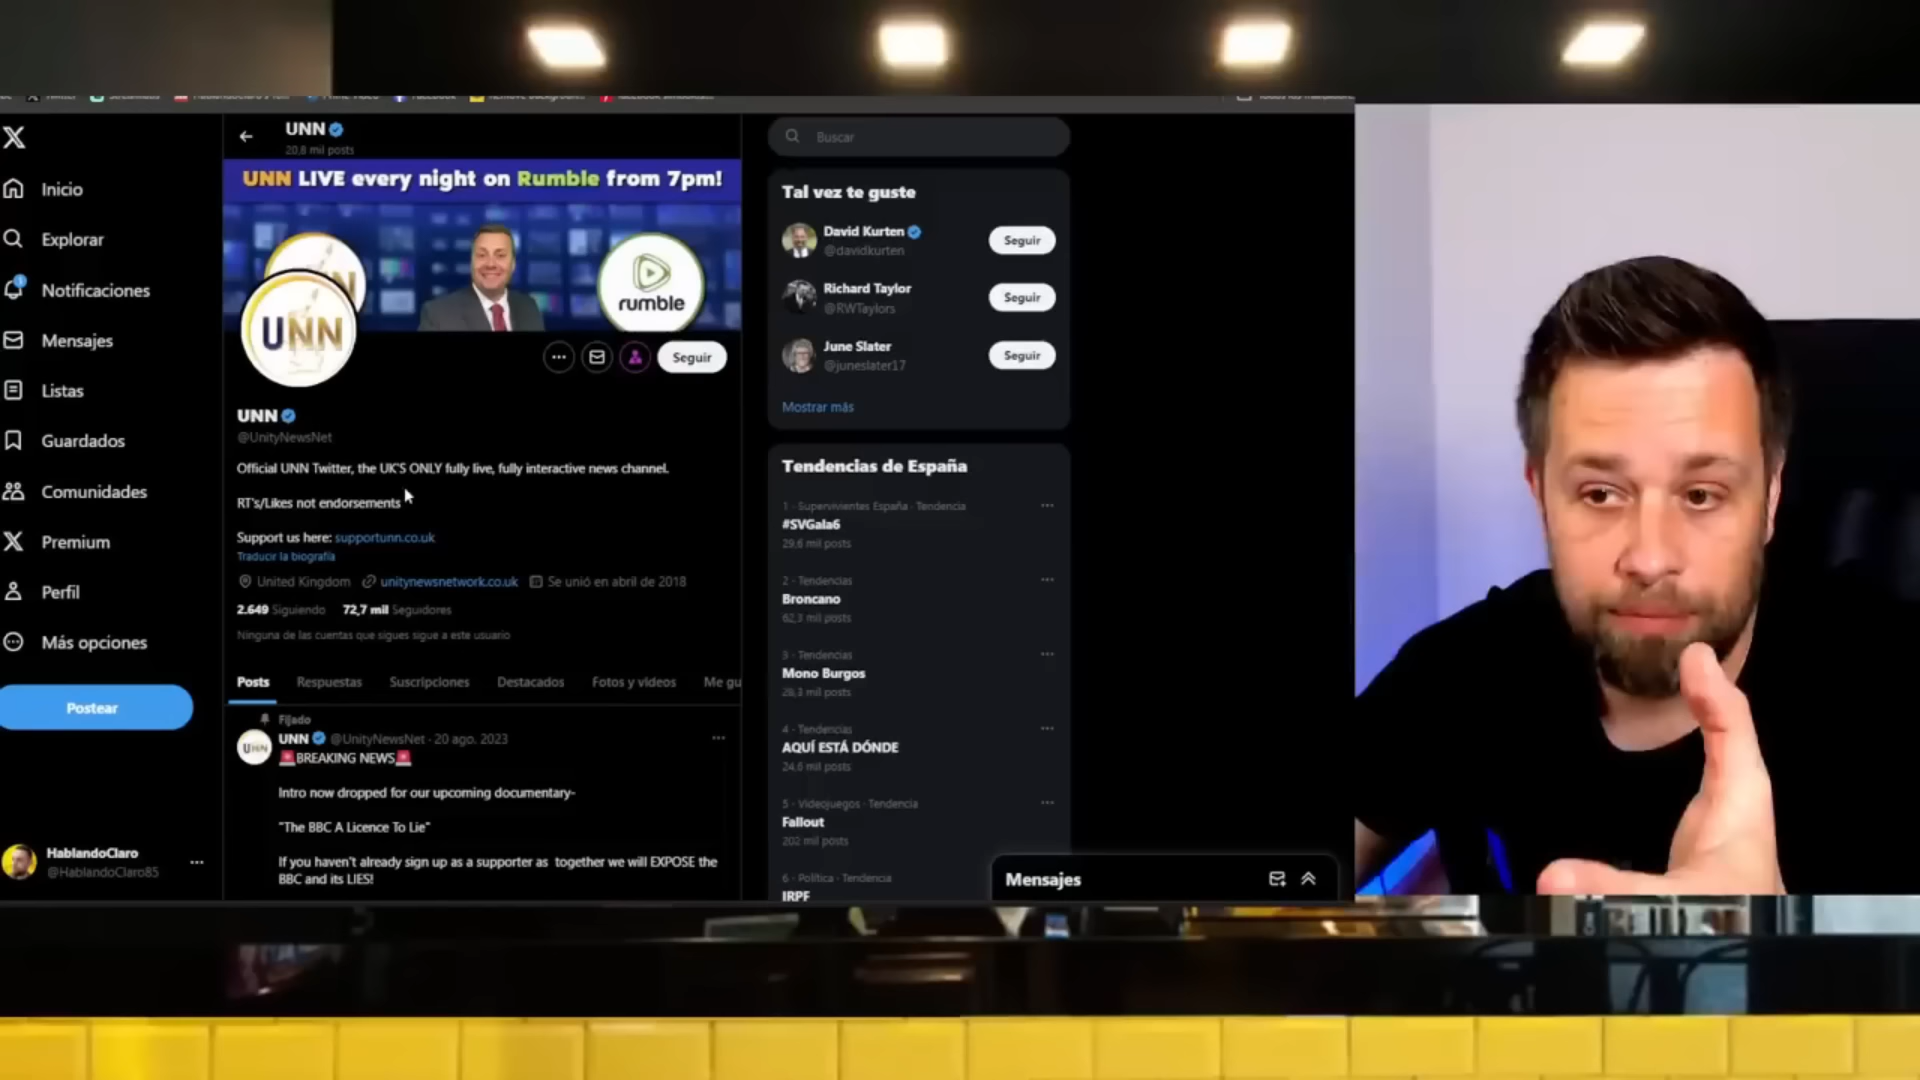 UNN
20,8 mil posts
UNN LIVE every night on Rumble from 7pm!
UNN
rumble
Seguir
UNN
@UnityNewsNet
Official UNN Twitter, the UK'S ONLY fully live, fully interactive news channel.
RT's/Likes not endorsements
Support us here: supportunn.co.uk
Traducir la biografía
United Kingdom unitynewsnetwork.co.uk Se unió en abril de 2018
2.649 Siguiendo 72,7 mil Seguidores
Ninguna de las cuentas que sigues sigue a este usuario
Posts Respuestas Suscripciones Destacados Fotos y videos Me gu
Fijado
UNN @UnityNewsNet · 20 ago. 2023
BREAKING NEWS
Intro now dropped for our upcoming documentary-
"The BBC A Licence To Lie"
If you haven't already sign up as a supporter as together we will EXPOSE the
BBC and its LIES!
Inicio
Explorar
Notificaciones
Mensajes
Listas
Guardados
Comunidades
Premium
Perfil
Más opciones
Postear
HablandoClaro
@HablandoClaro85
Buscar
Tal vez te guste
David Kurten
@davidkurten
Seguir
Richard Taylor
@RWTaylors
Seguir
June Slater
@juneslater17
Seguir
Mostrar más
Tendencias de España
1 · Supervivientes España · Tendencia
#SVGala6
29,6 mil posts
2 · Tendencias
Broncano
62,3 mil posts
3 · Tendencias
Mono Burgos
28,3 mil posts
4 · Tendencias
AQUÍ ESTÁ DÓNDE
24,6 mil posts
5 · Videojuegos · Tendencia
Fallout
202 mil posts
6 · Política · Tendencia
IRPF
Mensajes